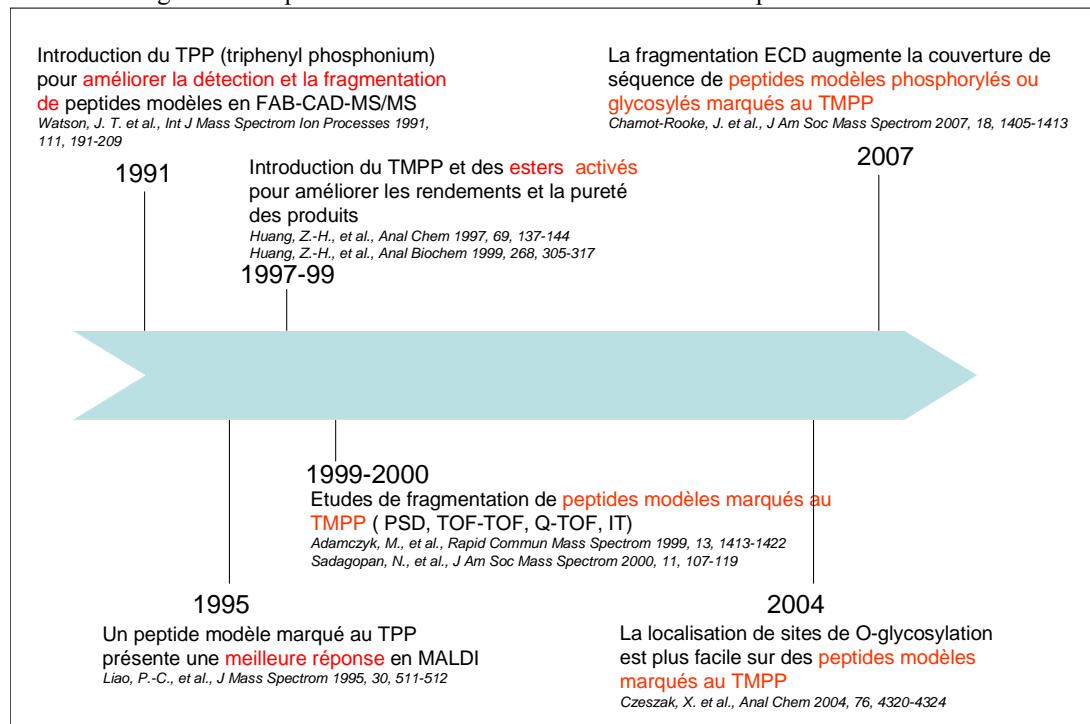 Introduction du TPP (triphenyl phosphonium)
pour améliorer la détection et la fragmentation
de peptides modèles en FAB-CAD-MS/MS
Watson, J. T. et al., Int J Mass Spectrom Ion Processes 1991,
111, 191-209
1991
Introduction du TMPP et des esters activés
pour améliorer les rendements et la pureté
des produits
Huang, Z.-H., et al., Anal Chem 1997, 69, 137-144
Huang, Z.-H., et al., Anal Biochem 1999, 268, 305-317
1997-99
La fragmentation ECD augmente la couverture de
séquence de peptides modèles phosphorylés ou
glycosylés marqués au TMPP
Chamot-Rooke, J. et al., J Am Soc Mass Spectrom 2007, 18, 1405-1413
2007
1999-2000
Etudes de fragmentation de peptides modèles marqués au
TMPP ( PSD, TOF-TOF, Q-TOF, IT)
Adamczyk, M., et al., Rapid Commun Mass Spectrom 1999, 13, 1413-1422
Sadagopan, N., et al., J Am Soc Mass Spectrom 2000, 11, 107-119
1995
Un peptide modèle marqué au TPP
présente une meilleure réponse en MALDI
Liao, P.-C., et al., J Mass Spectrom 1995, 30, 511-512
2004
La localisation de sites de O-glycosylation
est plus facile sur des peptides modèles
marqués au TMPP
Czeszak, X. et al., Anal Chem 2004, 76, 4320-4324